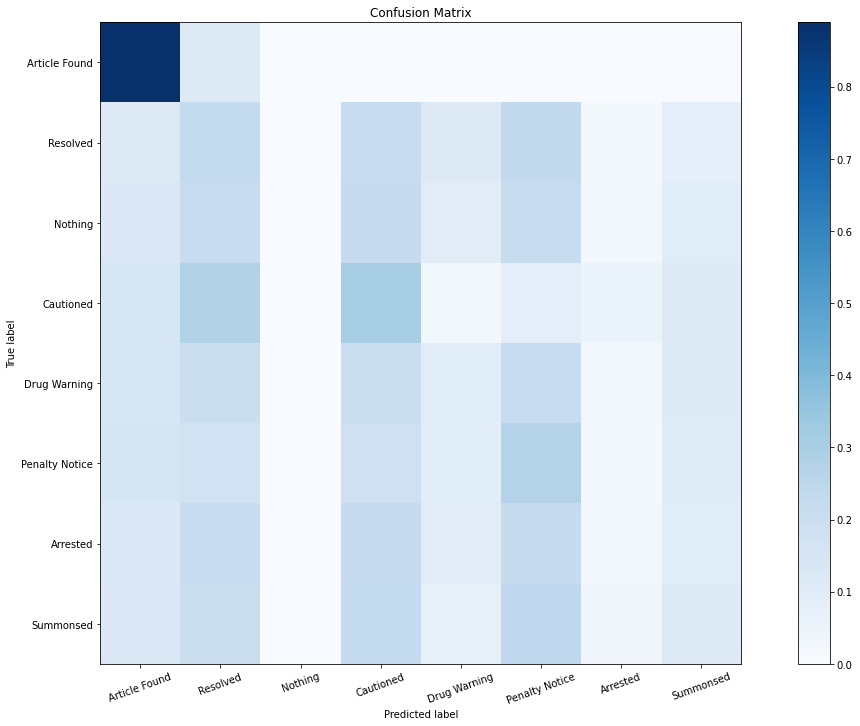 Confusion Matrix
True label
Article Found
Resolved
Nothing
Cautioned
Drug Warning
Penalty Notice
Arrested
Summonsed
Article Found
Resolved
Nothing
Cautioned
Drug Warning
Penalty Notice
Arrested
Summonsed
Predicted label
0.8
0.7
0.6
0.5
0.4
0.3
0.2
0.1
0.0